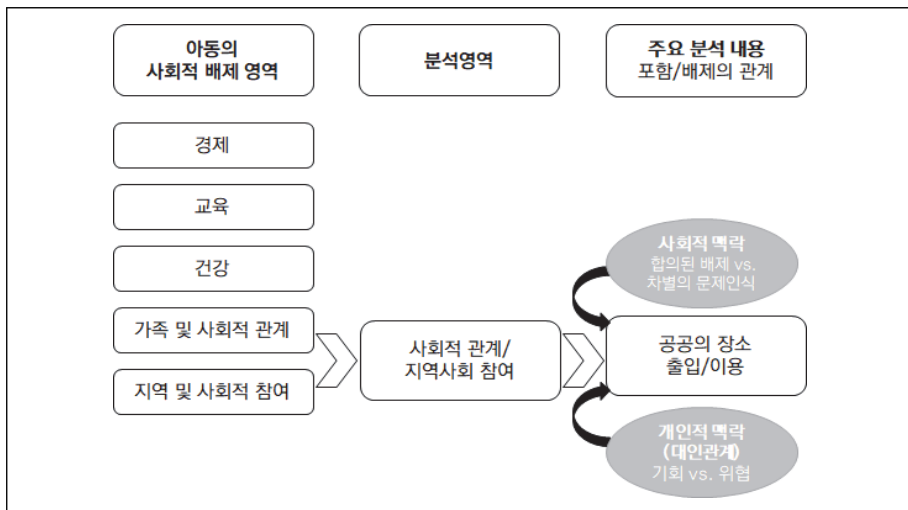 아동의
사회적 배제 영역
분석영역
주요 분석 내용
포함/배제의 관계
경제
교육
건강
가족 및 사회적 관계
지역 및 사회적 참여
사회적 관계/
지역사회 참여
사회적 맥락
합의된 배제 vs.
차별의 문제인식
공공의 장소
출입/이용
개인적 맥락
(대인관계)
기회 vs. 위협